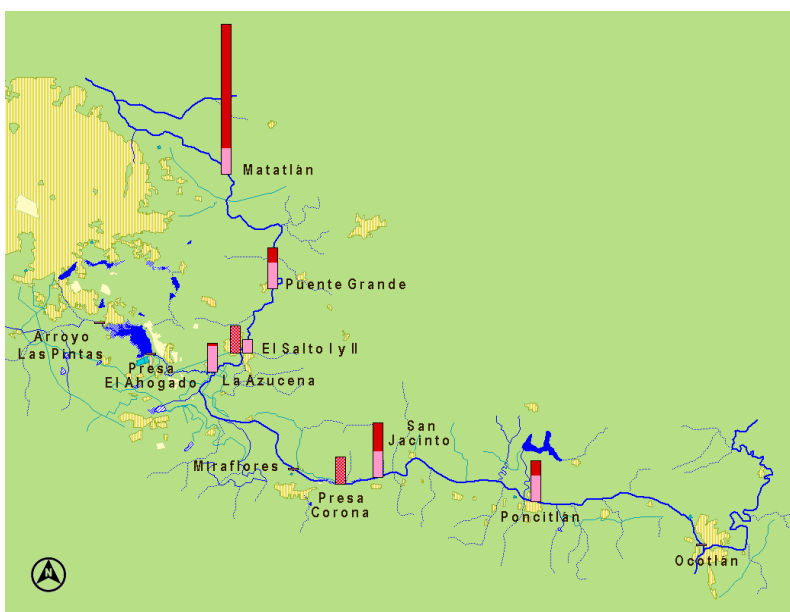 Matatlán
Puente Grande
Arroyo
Las Pintas
El Salto I y II
Presa
El Ahogado
La Azucena
San
Jacinto
Miraflores
Presa
Corona
Poncitlán
Ocotlán
N